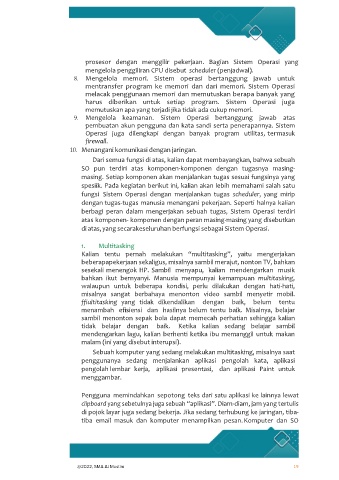 prosesor dengan menggilir pekerjaan. Bagian Sistem Operasi yang
mengelola penggiliran CPU disebut scheduler (penjadwal).
8. Mengelola memori. Sistem operasi bertanggung jawab untuk
mentransfer program ke memori dan dari memori. Sistem Operasi
melacak penggunaan memori dan memutuskan berapa banyak yang
harus diberikan untuk setiap program. Sistem Operasi juga
memutuskan apa yang terjadi jika tidak ada cukup memori.
9. Mengelola keamanan. Sistem Operasi bertanggung jawab atas
pembuatan akun pengguna dan kata sandi serta penerapannya. Sistem
Operasi juga dilengkapi dengan banyak program utilitas, termasuk
firewall.
10. Menangani komunikasi dengan jaringan.
Dari semua fungsi di atas, kalian dapat membayangkan, bahwa sebuah
SO pun terdiri atas komponen-komponen dengan tugasnya masing-
masing. Setiap komponen akan menjalankan tugas sesuai fungsinya yang
spesiik. Pada kegiatan berikut ini, kalian akan lebih memahami salah satu
fungsi Sistem Operasi dengan menjalankan tugas scheduler, yang mirip
dengan tugas-tugas manusia menangani pekerjaan. Seperti halnya kalian
berbagi peran dalam mengerjakan sebuah tugas, Sistem Operasi terdiri
atas komponen- komponen dengan peran masing-masing yang disebutkan
di atas, yang secarakeseluruhan berfungsi sebagai Sistem Operasi.
1. Multitasking
Kalian tentu pernah melakukan “multitasking”, yaitu mengerjakan
beberapapekerjaan sekaligus, misalnya sambil merajut, nonton TV, bahkan
sesekali menengok HP. Sambil menyapu, kalian mendengarkan musik
bahkan ikut bernyanyi. Manusia mempunyai kemampuan multitasking,
walaupun untuk beberapa kondisi, perlu dilakukan dengan hati-hati,
misalnya sangat berbahaya menonton video sambil menyetir mobil.
tasking yang tidak dikendalikan dengan baik, belum tentu
menambah efisiensi dan hasilnya belum tentu baik. Misalnya, belajar
sambil menonton sepak bola dapat memecah perhatian sehingga kalian
tidak belajar dengan baik. Ketika kalian sedang belajar sambil
mendengarkan lagu, kalian berhenti ketika ibu memanggil untuk makan
malam (ini yang disebut interupsi).
Sebuah komputer yang sedang melakukan multitasking, misalnya saat
penggunanya sedang menjalankan aplikasi pengolah kata, aplikasi
pengolah lembar kerja, aplikasi presentasi, dan aplikasi Paint untuk
menggambar.
Pengguna memindahkan sepotong teks dari satu aplikasi ke lainnya lewat
clipboard yang sebetulnya juga sebuah “aplikasi”. Diam-diam, jam yang tertulis
di pojok layar juga sedang bekerja. Jika sedang terhubung ke jaringan, tiba-
tiba email masuk dan komputer menampilkan pesan. Komputer dan SO
@2022, MAS Al
19